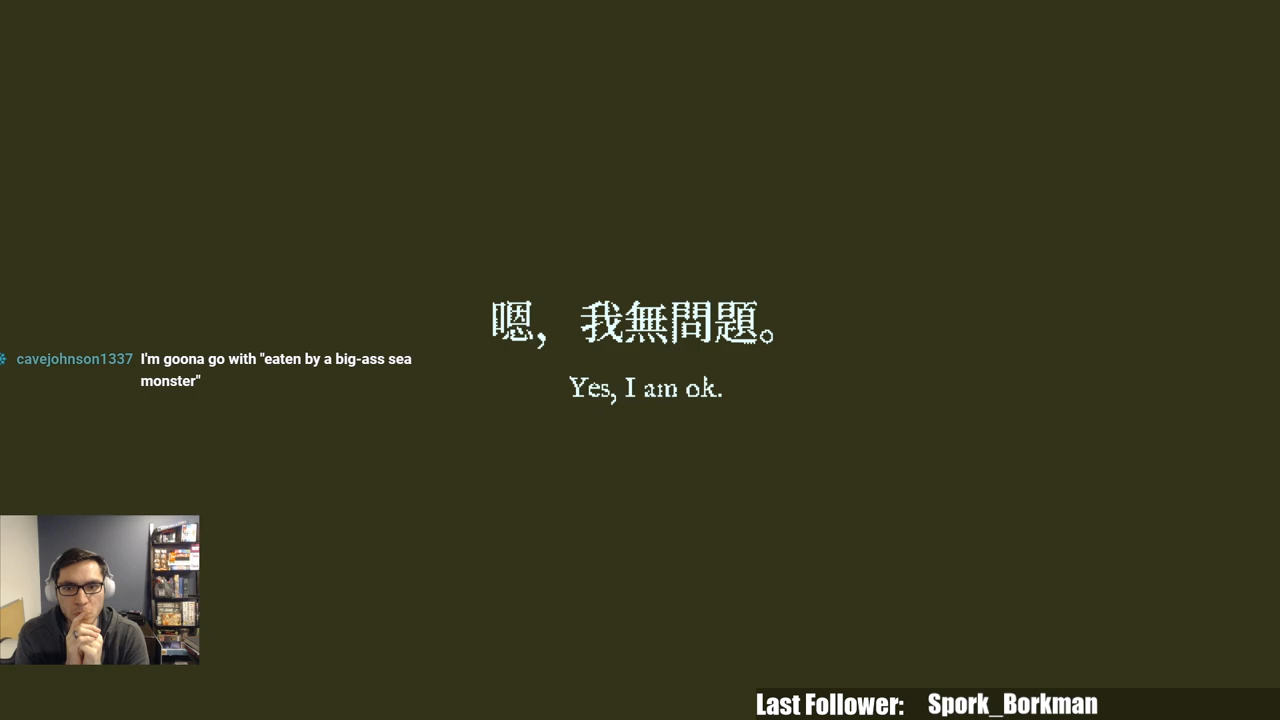 嗯，我無問題。
Yes, I am ok.
cavejohnson1337 I'm goona go with "eaten by a big-ass sea
monster"
Last Follower: Spork_Borkman